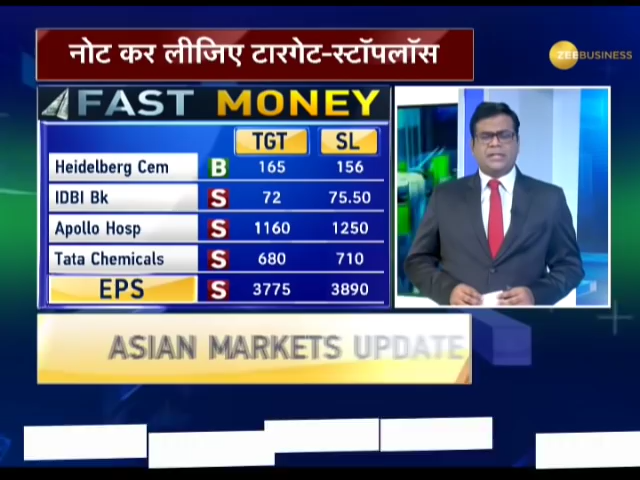 नोट कर लीजिए टारगेट-स्टॉपलॉस
ZEEBUSINESS
FAST MONEY
TGT SL
Heidelberg Cem B 165 156
IDBI Bk S 72 75.50
Apollo Hosp S 1160 1250
Tata Chemicals S 680 710
EPS S 3775 3890
ASIAN MARKETS UPDATE